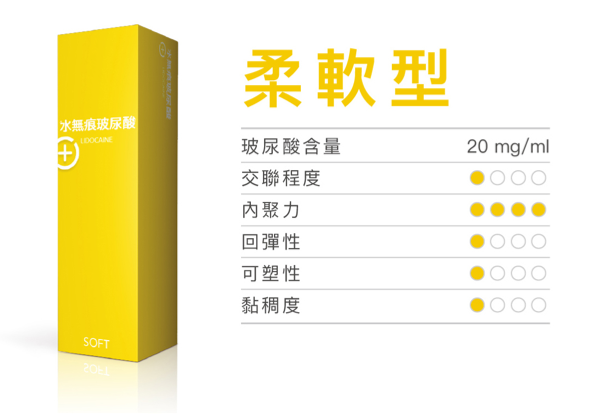 水無痕玻尿酸
LIDOCAINE
SOFT
柔軟型
玻尿酸含量 20 mg/ml
交聯程度
內聚力
回彈性
可塑性
黏稠度